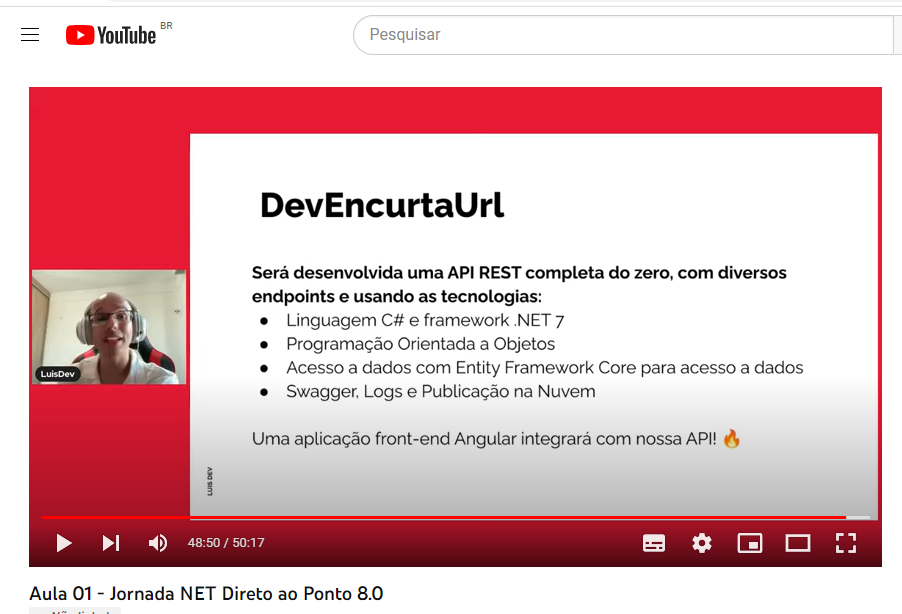 YouTube BR
Pesquisar
DevEncurtaUrl
Será desenvolvida uma API REST completa do zero, com diversos
endpoints e usando as tecnologias:
● Linguagem C# e framework .NET 7
● Programação Orientada a Objetos
● Acesso a dados com Entity Framework Core para acesso a dados
● Swagger, Logs e Publicação na Nuvem
Uma aplicação front-end Angular integrará com nossa API! 🔥
LuisDev
LUIS DEV
48:50 / 50:17
Aula 01 - Jornada NET Direto ao Ponto 8.0